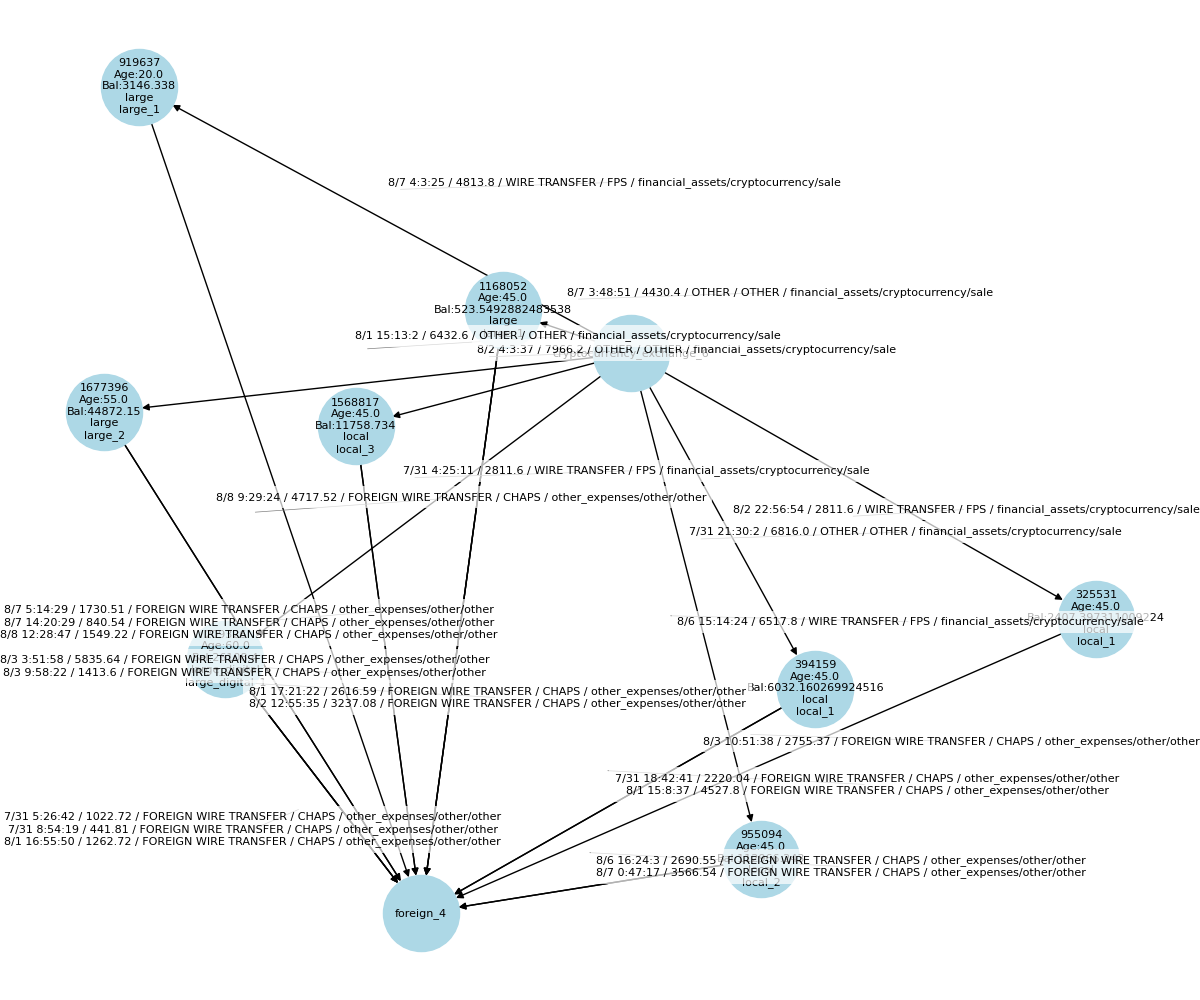 919637
Age:20.0
Bal:3146.338
large
large_1
8/7 4:3:25 / 4813.8 / WIRE TRANSFER / FPS / financial_assets/cryptocurrency/sale
1168052
Age:45.0
Bal:523.5492882483538
large
8/7 3:48:51 / 4430.4 / OTHER / OTHER / financial_assets/cryptocurrency/sale
8/1 15:13:2 / 6432.6 / OTHER / OTHER / financial_assets/cryptocurrency/sale
8/2 4:3:37 / 7966.2 / OTHER / OTHER / financial_assets/cryptocurrency/sale
1677396
Age:55.0
Bal:44872.15
large
large_2
1568817
Age:45.0
Bal:11758.734
local
local_3
7/31 4:25:11 / 2811.6 / WIRE TRANSFER / FPS / financial_assets/cryptocurrency/sale
8/8 9:29:24 / 4717.52 / FOREIGN WIRE TRANSFER / CHAPS / other_expenses/other/other
8/2 22:56:54 / 2811.6 / WIRE TRANSFER / FPS / financial_assets/cryptocurrency/sale
7/31 21:30:2 / 6816.0 / OTHER / OTHER / financial_assets/cryptocurrency/sale
325531
Age:45.0
local
local_1
8/6 15:14:24 / 6517.8 / WIRE TRANSFER / FPS / financial_assets/cryptocurrency/sale
8/7 5:14:29 / 1730.51 / FOREIGN WIRE TRANSFER / CHAPS / other_expenses/other/other
8/7 14:20:29 / 840.54 / FOREIGN WIRE TRANSFER / CHAPS / other_expenses/other/other
8/8 12:28:47 / 1549.22 / FOREIGN WIRE TRANSFER / CHAPS / other_expenses/other/other
Age:60.0
8/3 3:51:58 / 5835.64 / FOREIGN WIRE TRANSFER / CHAPS / other_expenses/other/other
8/3 9:58:22 / 1413.6 / FOREIGN WIRE TRANSFER / CHAPS / other_expenses/other/other
large_digital_1
394159
Age:45.0
Bal:6032.160269924516
local
local_1
8/1 17:21:22 / 2616.59 / FOREIGN WIRE TRANSFER / CHAPS / other_expenses/other/other
8/2 12:55:35 / 3237.08 / FOREIGN WIRE TRANSFER / CHAPS / other_expenses/other/other
8/3 10:51:38 / 2755.37 / FOREIGN WIRE TRANSFER / CHAPS / other_expenses/other/other
7/31 18:42:41 / 2220.04 / FOREIGN WIRE TRANSFER / CHAPS / other_expenses/other/other
8/1 15:8:37 / 4527.8 / FOREIGN WIRE TRANSFER / CHAPS / other_expenses/other/other
7/31 5:26:42 / 1022.72 / FOREIGN WIRE TRANSFER / CHAPS / other_expenses/other/other
7/31 8:54:19 / 441.81 / FOREIGN WIRE TRANSFER / CHAPS / other_expenses/other/other
8/1 16:55:50 / 1262.72 / FOREIGN WIRE TRANSFER / CHAPS / other_expenses/other/other
955094
Age:45.0
8/6 16:24:3 / 2690.55 / FOREIGN WIRE TRANSFER / CHAPS / other_expenses/other/other
8/7 0:47:17 / 3566.54 / FOREIGN WIRE TRANSFER / CHAPS / other_expenses/other/other
local_2
foreign_4